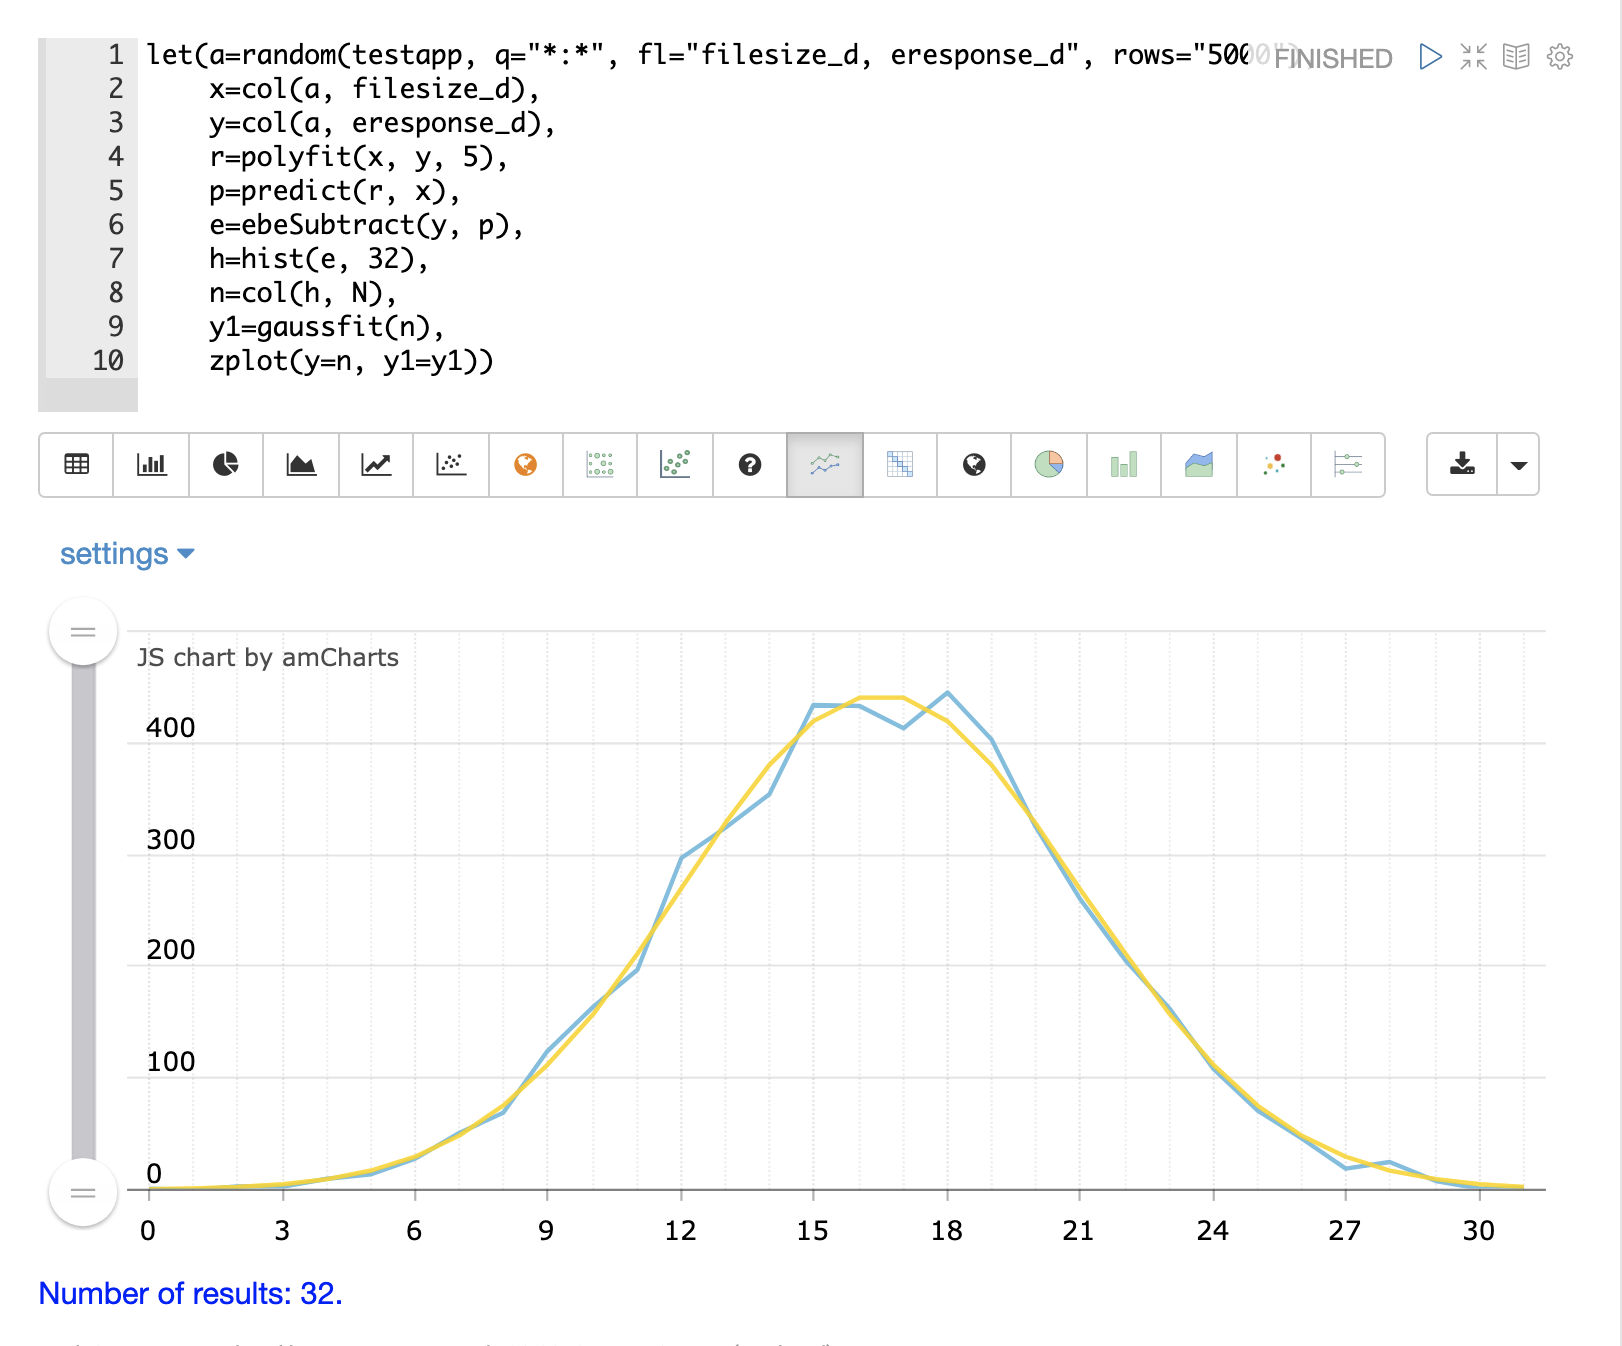 1 let(a=random(testapp, q="*:*", fl="filesize_d, eresponse_d", rows="5000"), FINISHED
2 x=col(a, filesize_d),
3 y=col(a, eresponse_d),
4 r=polyfit(x, y, 5),
5 p=predict(r, x),
6 e=ebeSubtract(y, p),
7 h=hist(e, 32),
8 n=col(h, N),
9 y1=gaussfit(n),
10 zplot(y=n, y1=y1))
settings
JS chart by amCharts
400
300
200
100
0
0 3 6 9 12 15 18 21 24 27 30
Number of results: 32.